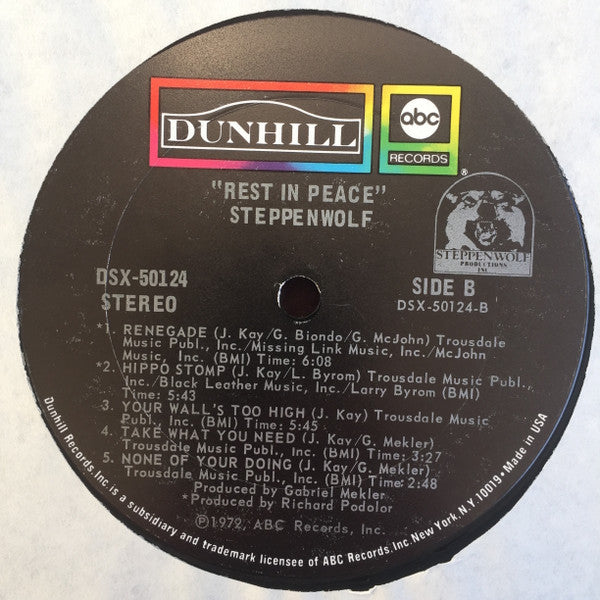 DUNHILL
abc
RECORDS
®
"REST IN PEACE"
STEPPENWOLF
STEPPENWOLF
PRODUCTIONS
INC
DSX-50124
STEREO
SIDE B
DSX-50124-B
*1. RENEGADE (J. Kay/G. Biondo/G. McJohn) Trousdale
Music Publ., Inc./Missing Link Music, Inc./McJohn
Music, Inc. (BMI) Time: 6:08
*2. HIPPO STOMP (J. Kay/L. Byrom) Trousdale Music Publ.,
Inc./Black Leather Music, Inc./Larry Byrom (BMI)
Time: 5:43
3. YOUR WALL'S TOO HIGH (J. Kay) Trousdale Music
Publ., Inc. (BMI) Time: 5:45
4. TAKE WHAT YOU NEED (J. Kay/G. Mekler)
Trousdale Music Publ., Inc. (BMI) Time: 3:27
5. NONE OF YOUR DOING (J. Kay/G. Mekler)
Trousdale Music Publ., Inc. (BMI) Time: 2:48
Produced by Gabriel Mekler
*Produced by Richard Podolor
℗1972, ABC Records, Inc.
Dunhill Records, Inc. is a subsidiary and trademark licensee of ABC Records, Inc. New York, N.Y. 10019 • Made in USA